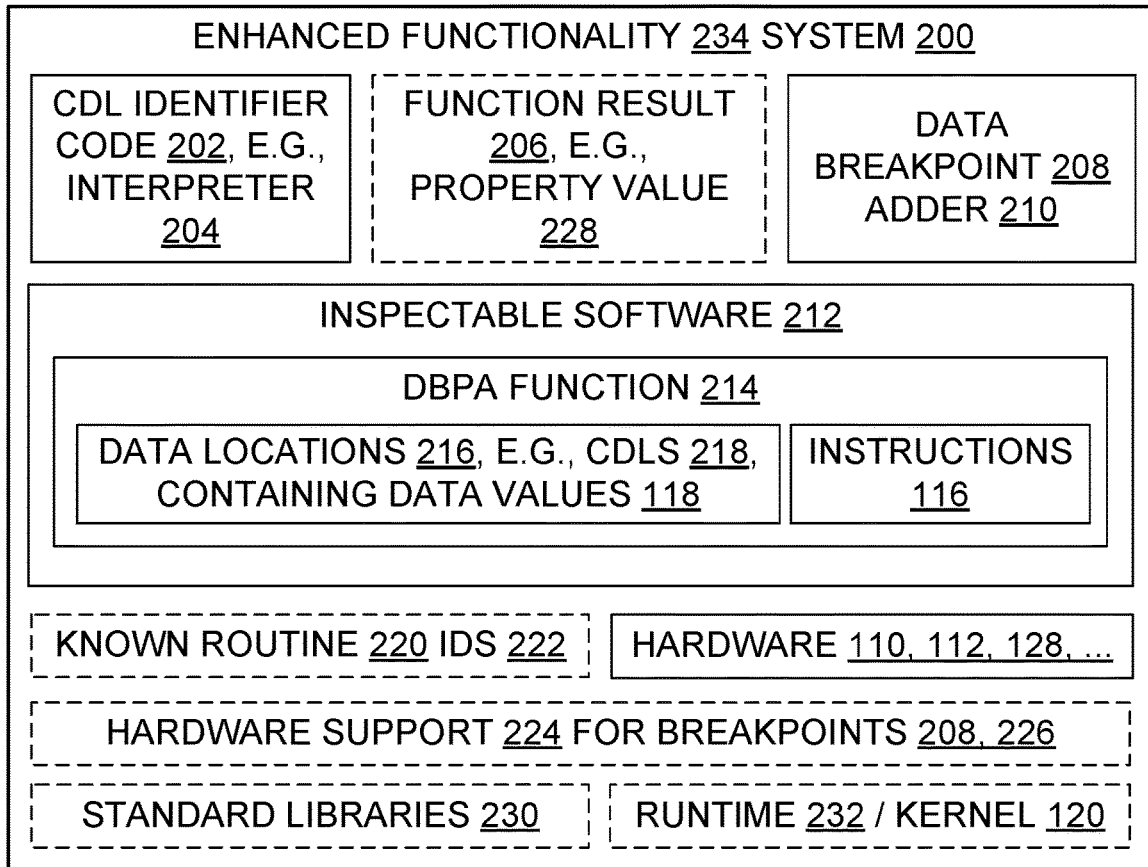 ENHANCED FUNCTIONALITY 234 SYSTEM 200
CDL IDENTIFIER
CODE 202, E.G.,
INTERPRETER
204
FUNCTION RESULT
206, E.G.,
PROPERTY VALUE
228
DATA
BREAKPOINT 208
ADDER 210
INSPECTABLE SOFTWARE 212
DBPA FUNCTION 214
DATA LOCATIONS 216, E.G., CDLS 218,
CONTAINING DATA VALUES 118
INSTRUCTIONS
116
KNOWN ROUTINE 220 IDS 222
HARDWARE 110, 112, 128, ...
HARDWARE SUPPORT 224 FOR BREAKPOINTS 208, 226
STANDARD LIBRARIES 230
RUNTIME 232 / KERNEL 120